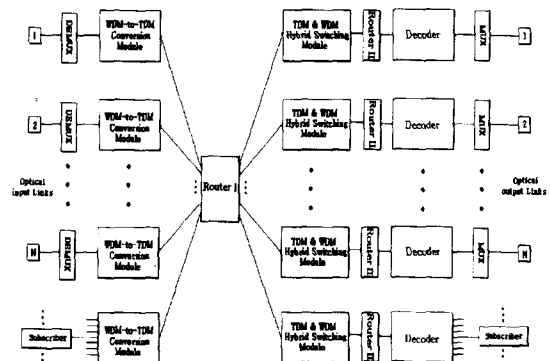 1
DEMUX
WDM-to-TDM
Conversion
Module
TDM & WDM
Hybrid Switching
Module
Router II
Decoder
MUX
1
2
DEMUX
WDM-to-TDM
Conversion
Module
TDM & WDM
Hybrid Switching
Module
Router II
Decoder
MUX
2
Optical
input Links
Router I
Optical
output Links
N
DEMUX
WDM-to-TDM
Conversion
Module
TDM & WDM
Hybrid Switching
Module
Router II
Decoder
MUX
N
Subscriber
WDM-to-TDM
Conversion
Module
TDM & WDM
Hybrid Switching
Module
Router II
Decoder
Subscriber